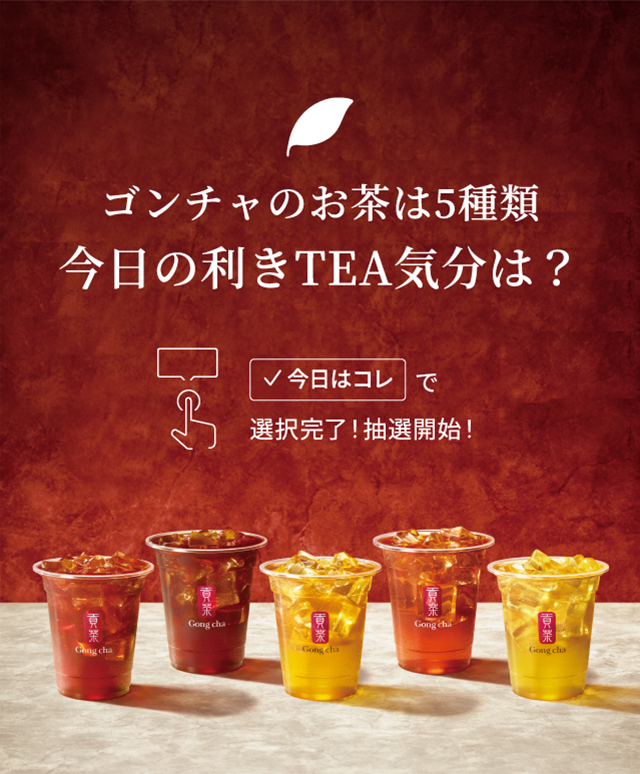 ゴンチャのお茶は5種類
今日の利きTEA気分は？
✓今日はコレ で
選択完了！抽選開始！
貢茶
Gong cha
貢茶
Gong cha
貢茶
Gong cha
貢茶
Gong cha
貢茶
Gong cha